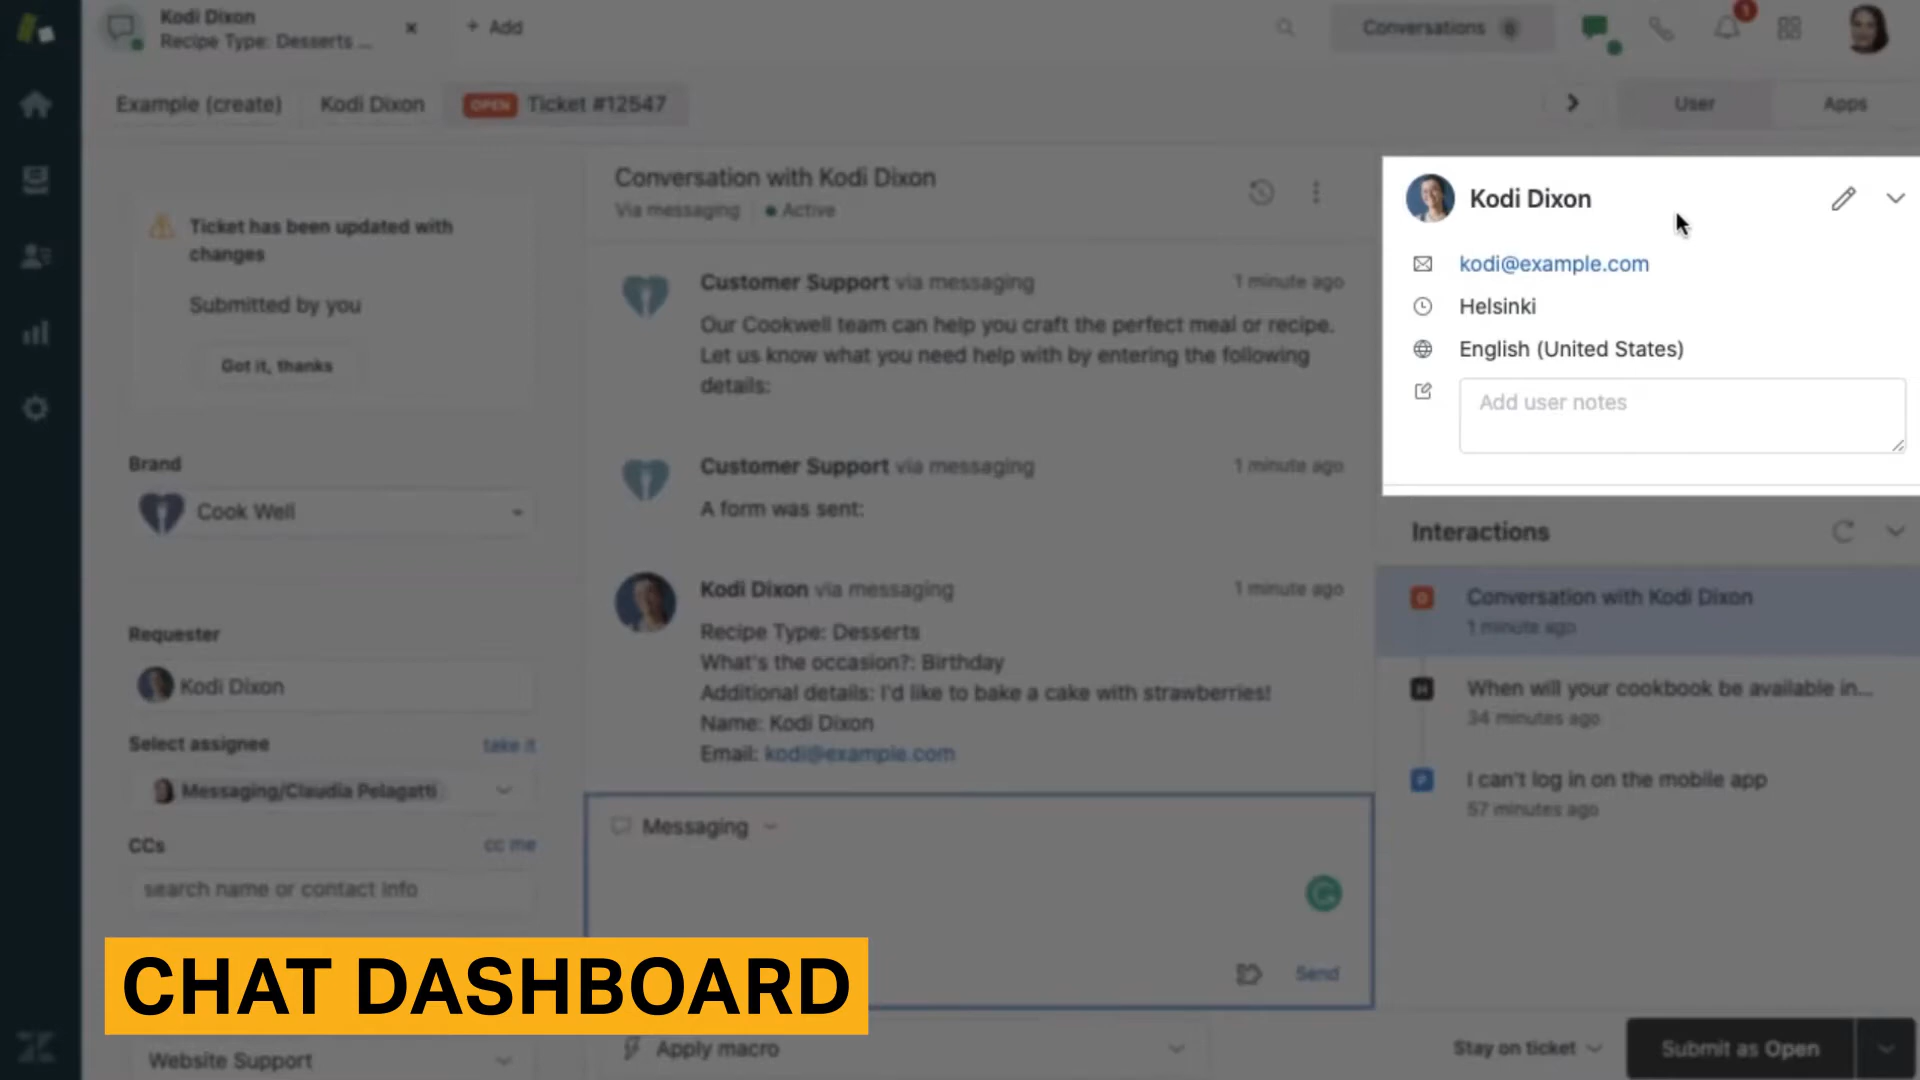 Kodi Dixon
Recipe Type: Desserts ...
+ Add
Conversations
1
Example (create)
Kodi Dixon
OPEN Ticket #12547
User
Apps
Ticket has been updated with
changes
Submitted by you
Got it, thanks
Brand
Cook Well
Requester
Kodi Dixon
Select assignee
take it
Messaging/Claudia Pelagatti
CCs
cc me
search name or contact info
Website Support
Conversation with Kodi Dixon
Via messaging
Active
Customer Support via messaging
1 minute ago
Our Cookwell team can help you craft the perfect meal or recipe.
Let us know what you need help with by entering the following
details:
Customer Support via messaging
1 minute ago
A form was sent:
Kodi Dixon via messaging
1 minute ago
Recipe Type: Desserts
What's the occasion?: Birthday
Additional details: I'd like to bake a cake with strawberries!
Name: Kodi Dixon
Email: kodi@example.com
Messaging
Send
Apply macro
Kodi Dixon
kodi@example.com
Helsinki
English (United States)
Add user notes
Interactions
O
Conversation with Kodi Dixon
1 minute ago
H
When will your cookbook be available in...
34 minutes ago
P
I can't log in on the mobile app
57 minutes ago
Stay on ticket
Submit as Open
CHAT DASHBOARD